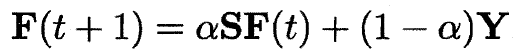 F(t + 1) = αSF(t) + (1 − α)Y